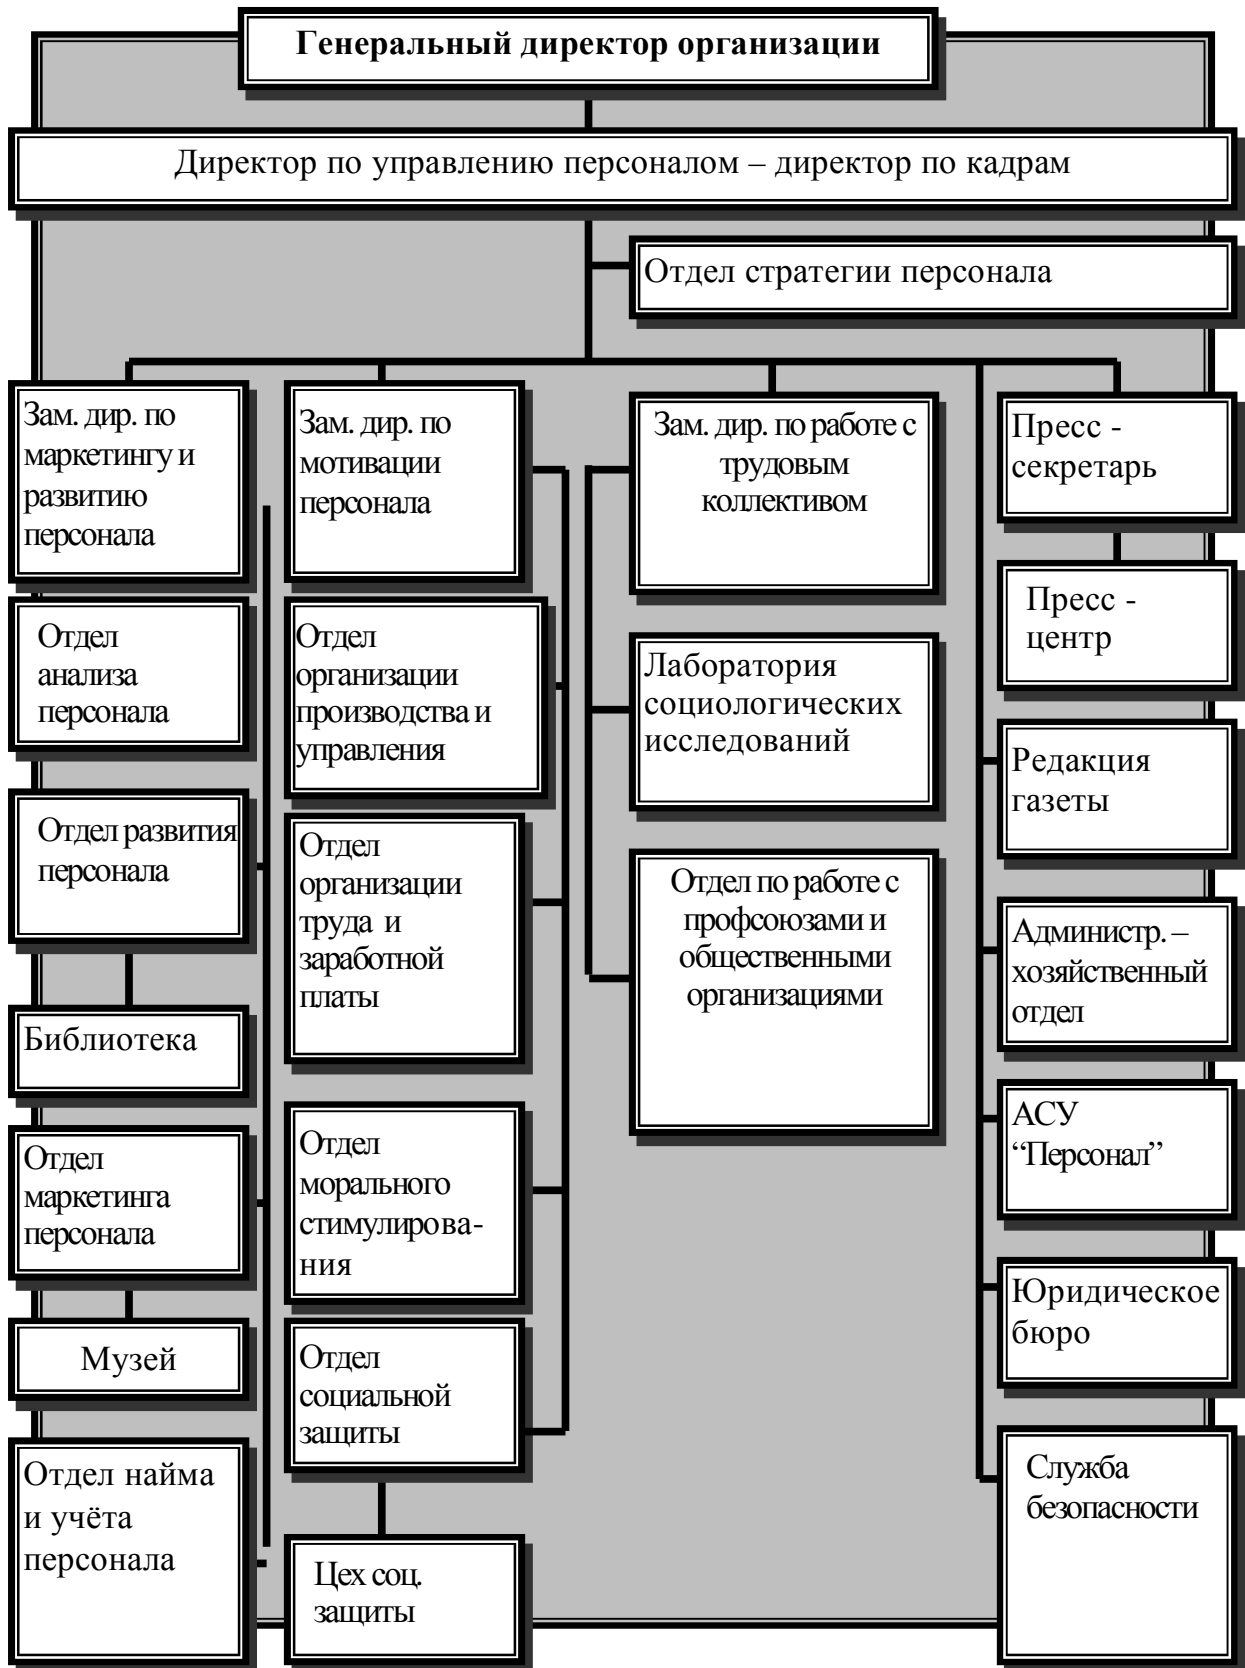 Генеральный директор организации
Директор по управлению персоналом – директор по кадрам
Отдел стратегии персонала
Зам. дир. по
маркетингу и
развитию
персонала
Отдел
анализа
персонала
Отдел развития
персонала
Библиотека
Отдел
маркетинга
персонала
Музей
Отдел найма
и учёта
персонала
Зам. дир. по
мотивации
персонала
Отдел
организации
производства и
управления
Отдел
организации
труда и
заработной
платы
Отдел
морального
стимулирова-
ния
Отдел
социальной
защиты
Цех соц.
защиты
Зам. дир. по работе с
трудовым
коллективом
Лаборатория
социологических
исследований
Отдел по работе с
профсоюзами и
общественными
организациями
Пресс -
секретарь
Пресс -
центр
Редакция
газеты
Администр. –
хозяйственный
отдел
АСУ
“Персонал”
Юридическое
бюро
Служба
безопасности